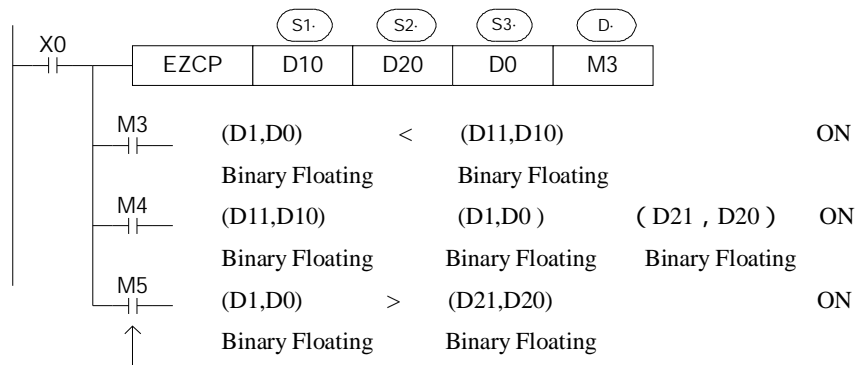 S1· S2· S3· D·
X0
EZCP D10 D20 D0 M3
M3 (D1,D0) < (D11,D10) ON
Binary Floating Binary Floating
M4 (D11,D10) (D1,D0 ) ( D21 , D20 ) ON
Binary Floating Binary Floating Binary Floating
M5 (D1,D0) > (D21,D20) ON
Binary Floating Binary Floating